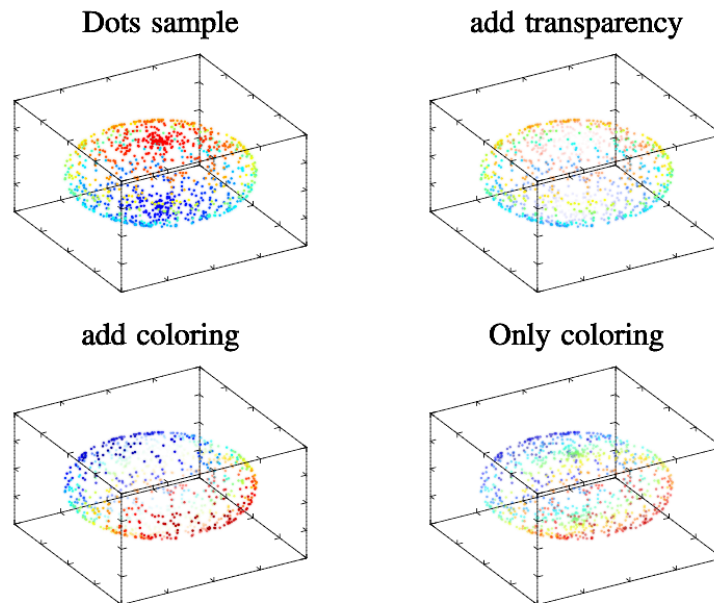 Dots sample
add transparency
add coloring
Only coloring